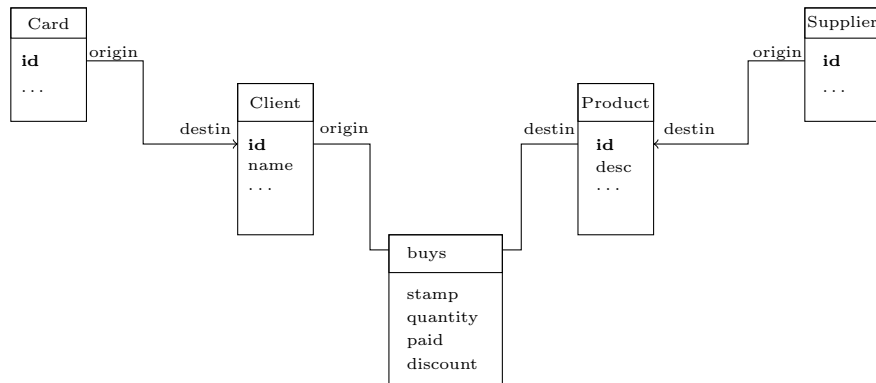 Card
id
...
origin
destin
Client
id
name
...
origin
buys
stamp
quantity
paid
discount
destin
Product
id
desc
...
destin
origin
Supplier
id
...